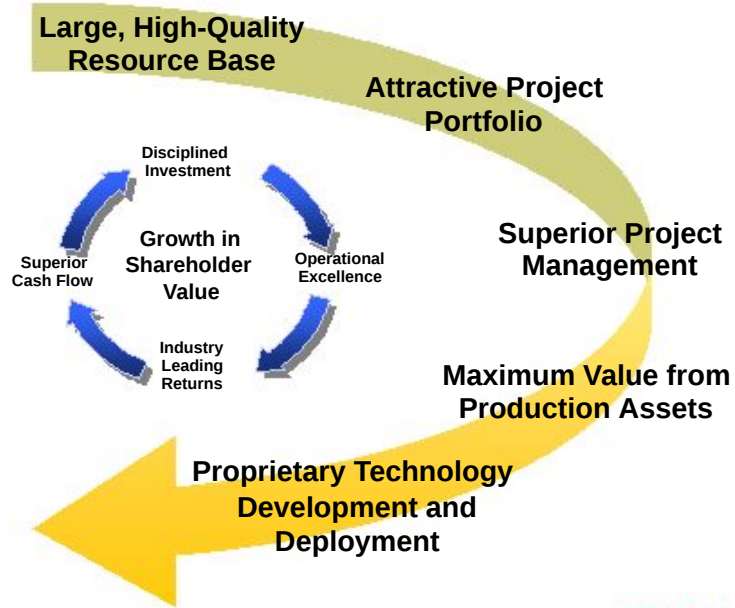 Large, High-Quality
Resource Base
Attractive Project
Portfolio
Disciplined
Investment
Superior Project
Management
Growth in
Shareholder
Value
Superior
Cash Flow
Operational
Excellence
Industry
Leading
Returns
Maximum Value from
Production Assets
Proprietary Technology
Development and
Deployment